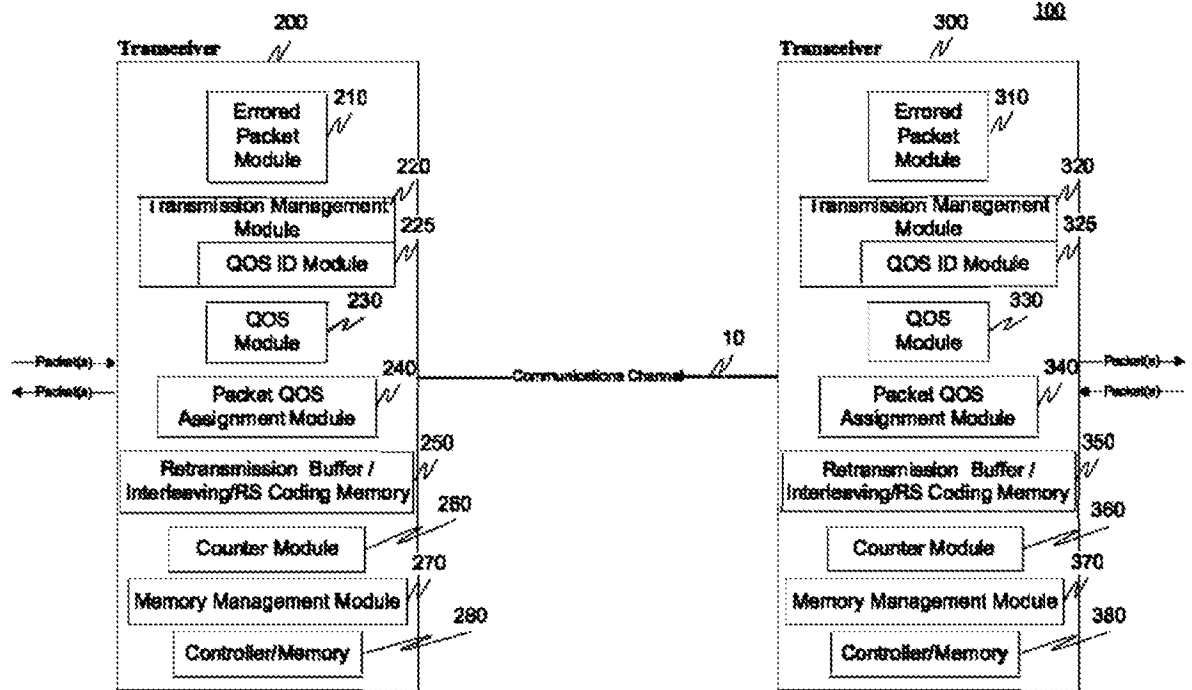 100
200
Transceiver
210
Errored
Packet
Module
220
Transmission Management
Module
225
QOS ID Module
230
QOS
Module
Packet(s)
Packet(s)
240
Packet QOS
Assignment Module
250
Retransmission Buffer /
Interleaving/RS Coding Memory
260
Counter Module
270
Memory Management Module
280
Controller/Memory
10
Communications Channel
300
Transceiver
310
Errored
Packet
Module
320
Transmission Management
Module
325
QOS ID Module
330
QOS
Module
Packet(s)
Packet(s)
340
Packet QOS
Assignment Module
350
Retransmission Buffer /
Interleaving/RS Coding Memory
360
Counter Module
370
Memory Management Module
380
Controller/Memory